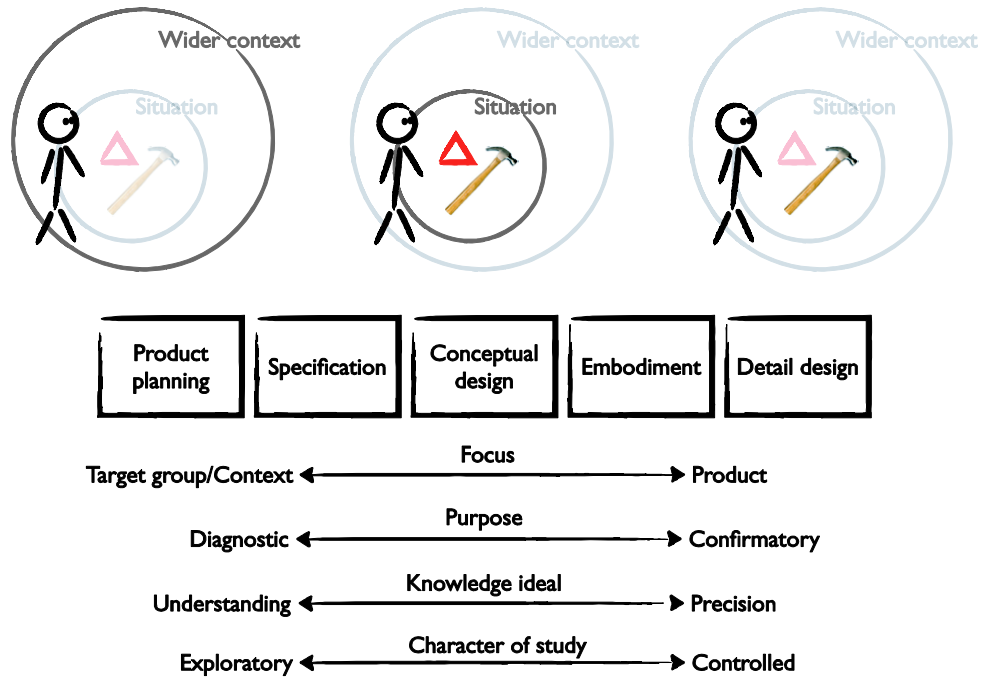 Wider context
Situation
Wider context
Situation
Wider context
Situation
Product
planning
Specification
Conceptual
design
Embodiment
Detail design
Focus
Target group/Context
Product
Purpose
Diagnostic
Confirmatory
Knowledge ideal
Understanding
Precision
Character of study
Exploratory
Controlled